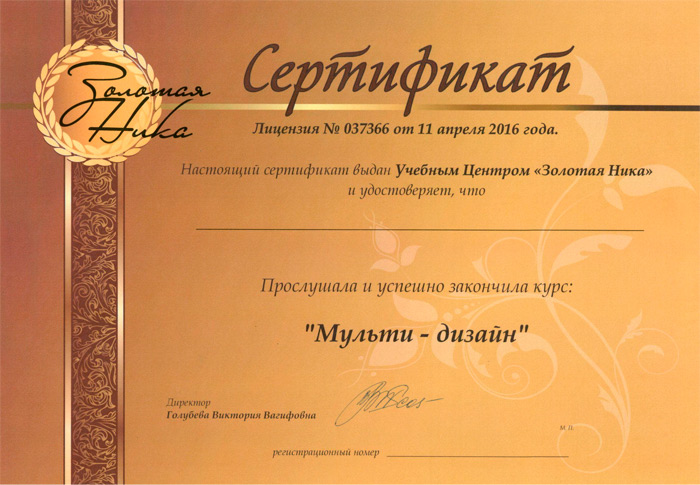 Золотая
Ника
Сертификат
Лицензия № 037366 от 11 апреля 2016 года.
Настоящий сертификат выдан Учебным Центром «Золотая Ника»
и удостоверяет, что
Прослушала и успешно закончила курс:
"Мульти - дизайн"
Директор
Голубева Виктория Вагифовна
М.П.
регистрационный номер